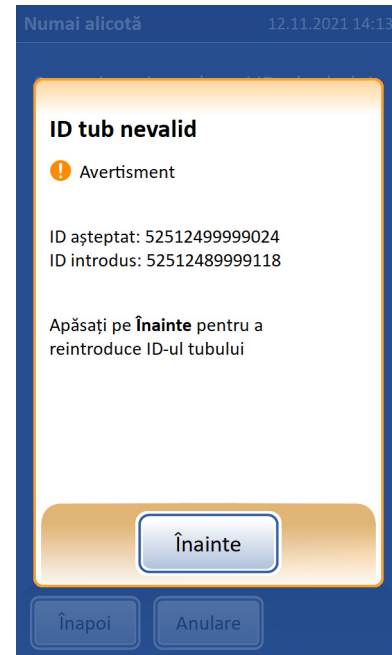 Numai alicotă 12.11.2021 14:13
ID tub nevalid
Avertisment
ID așteptat: 52512499999024
ID introdus: 52512489999118
Apăsați pe Înainte pentru a
reintroduce ID-ul tubului
Înainte
Înapoi Anulare